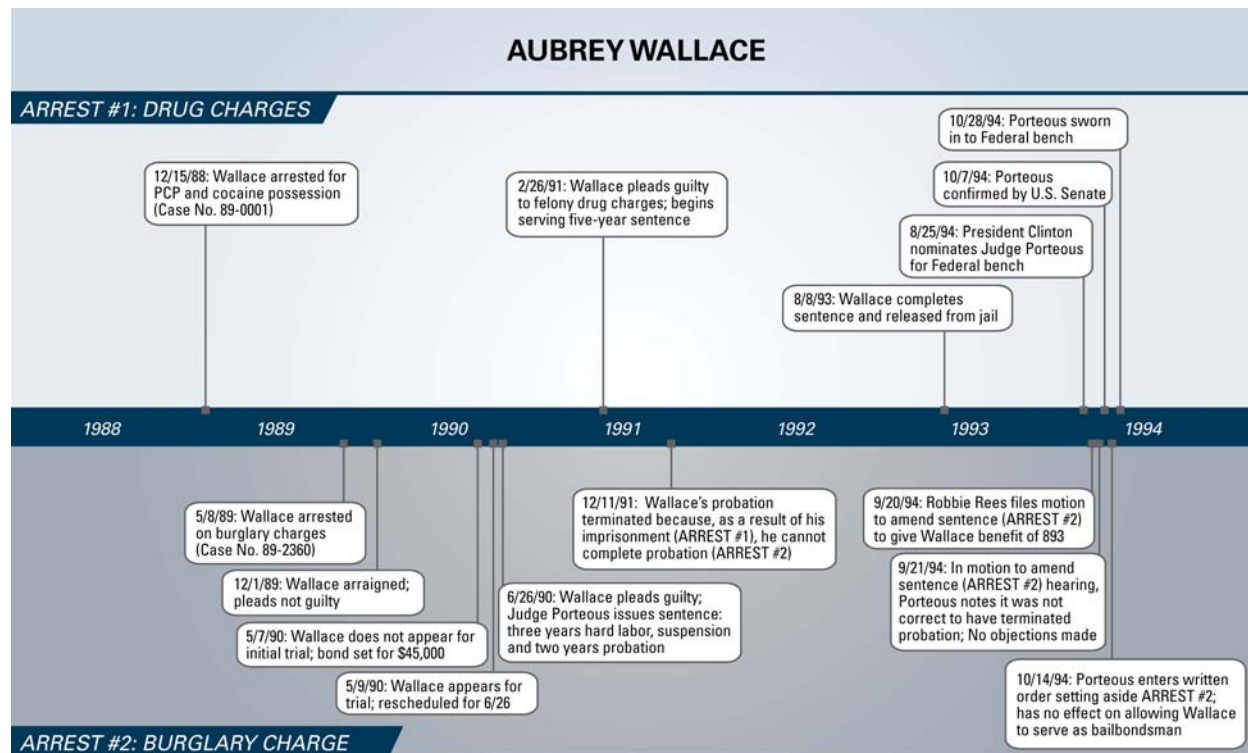 AUBREY WALLACE
ARREST #1: DRUG CHARGES
12/15/88: Wallace arrested for
PCP and cocaine possession
(Case No. 89-0001)
2/26/91: Wallace pleads guilty
to felony drug charges; begins
serving five-year sentence
10/28/94: Porteous sworn
in to Federal bench
10/7/94: Porteous
confirmed by U.S. Senate
8/25/94: President Clinton
nominates Judge Porteous
for Federal bench
8/8/93: Wallace completes
sentence and released from jail
1988 1989 1990 1991 1992 1993 1994
5/8/89: Wallace arrested
on burglary charges
(Case No. 89-2360)
12/1/89: Wallace arraigned;
pleads not guilty
5/7/90: Wallace does not appear for
initial trial; bond set for $45,000
5/9/90: Wallace appears for
trial; rescheduled for 6/26
6/26/90: Wallace pleads guilty;
Judge Porteous issues sentence:
three years hard labor, suspension
and two years probation
12/11/91: Wallace's probation
terminated because, as a result of his
imprisonment (ARREST #1), he cannot
complete probation (ARREST #2)
9/20/94: Robbie Rees files motion
to amend sentence (ARREST #2)
to give Wallace benefit of 893
9/21/94: In motion to amend
sentence (ARREST #2) hearing,
Porteous notes it was not
correct to have terminated
probation; No objections made
10/14/94: Porteous enters written
order setting aside ARREST #2;
has no effect on allowing Wallace
to serve as bailbondsman
ARREST #2: BURGLARY CHARGE